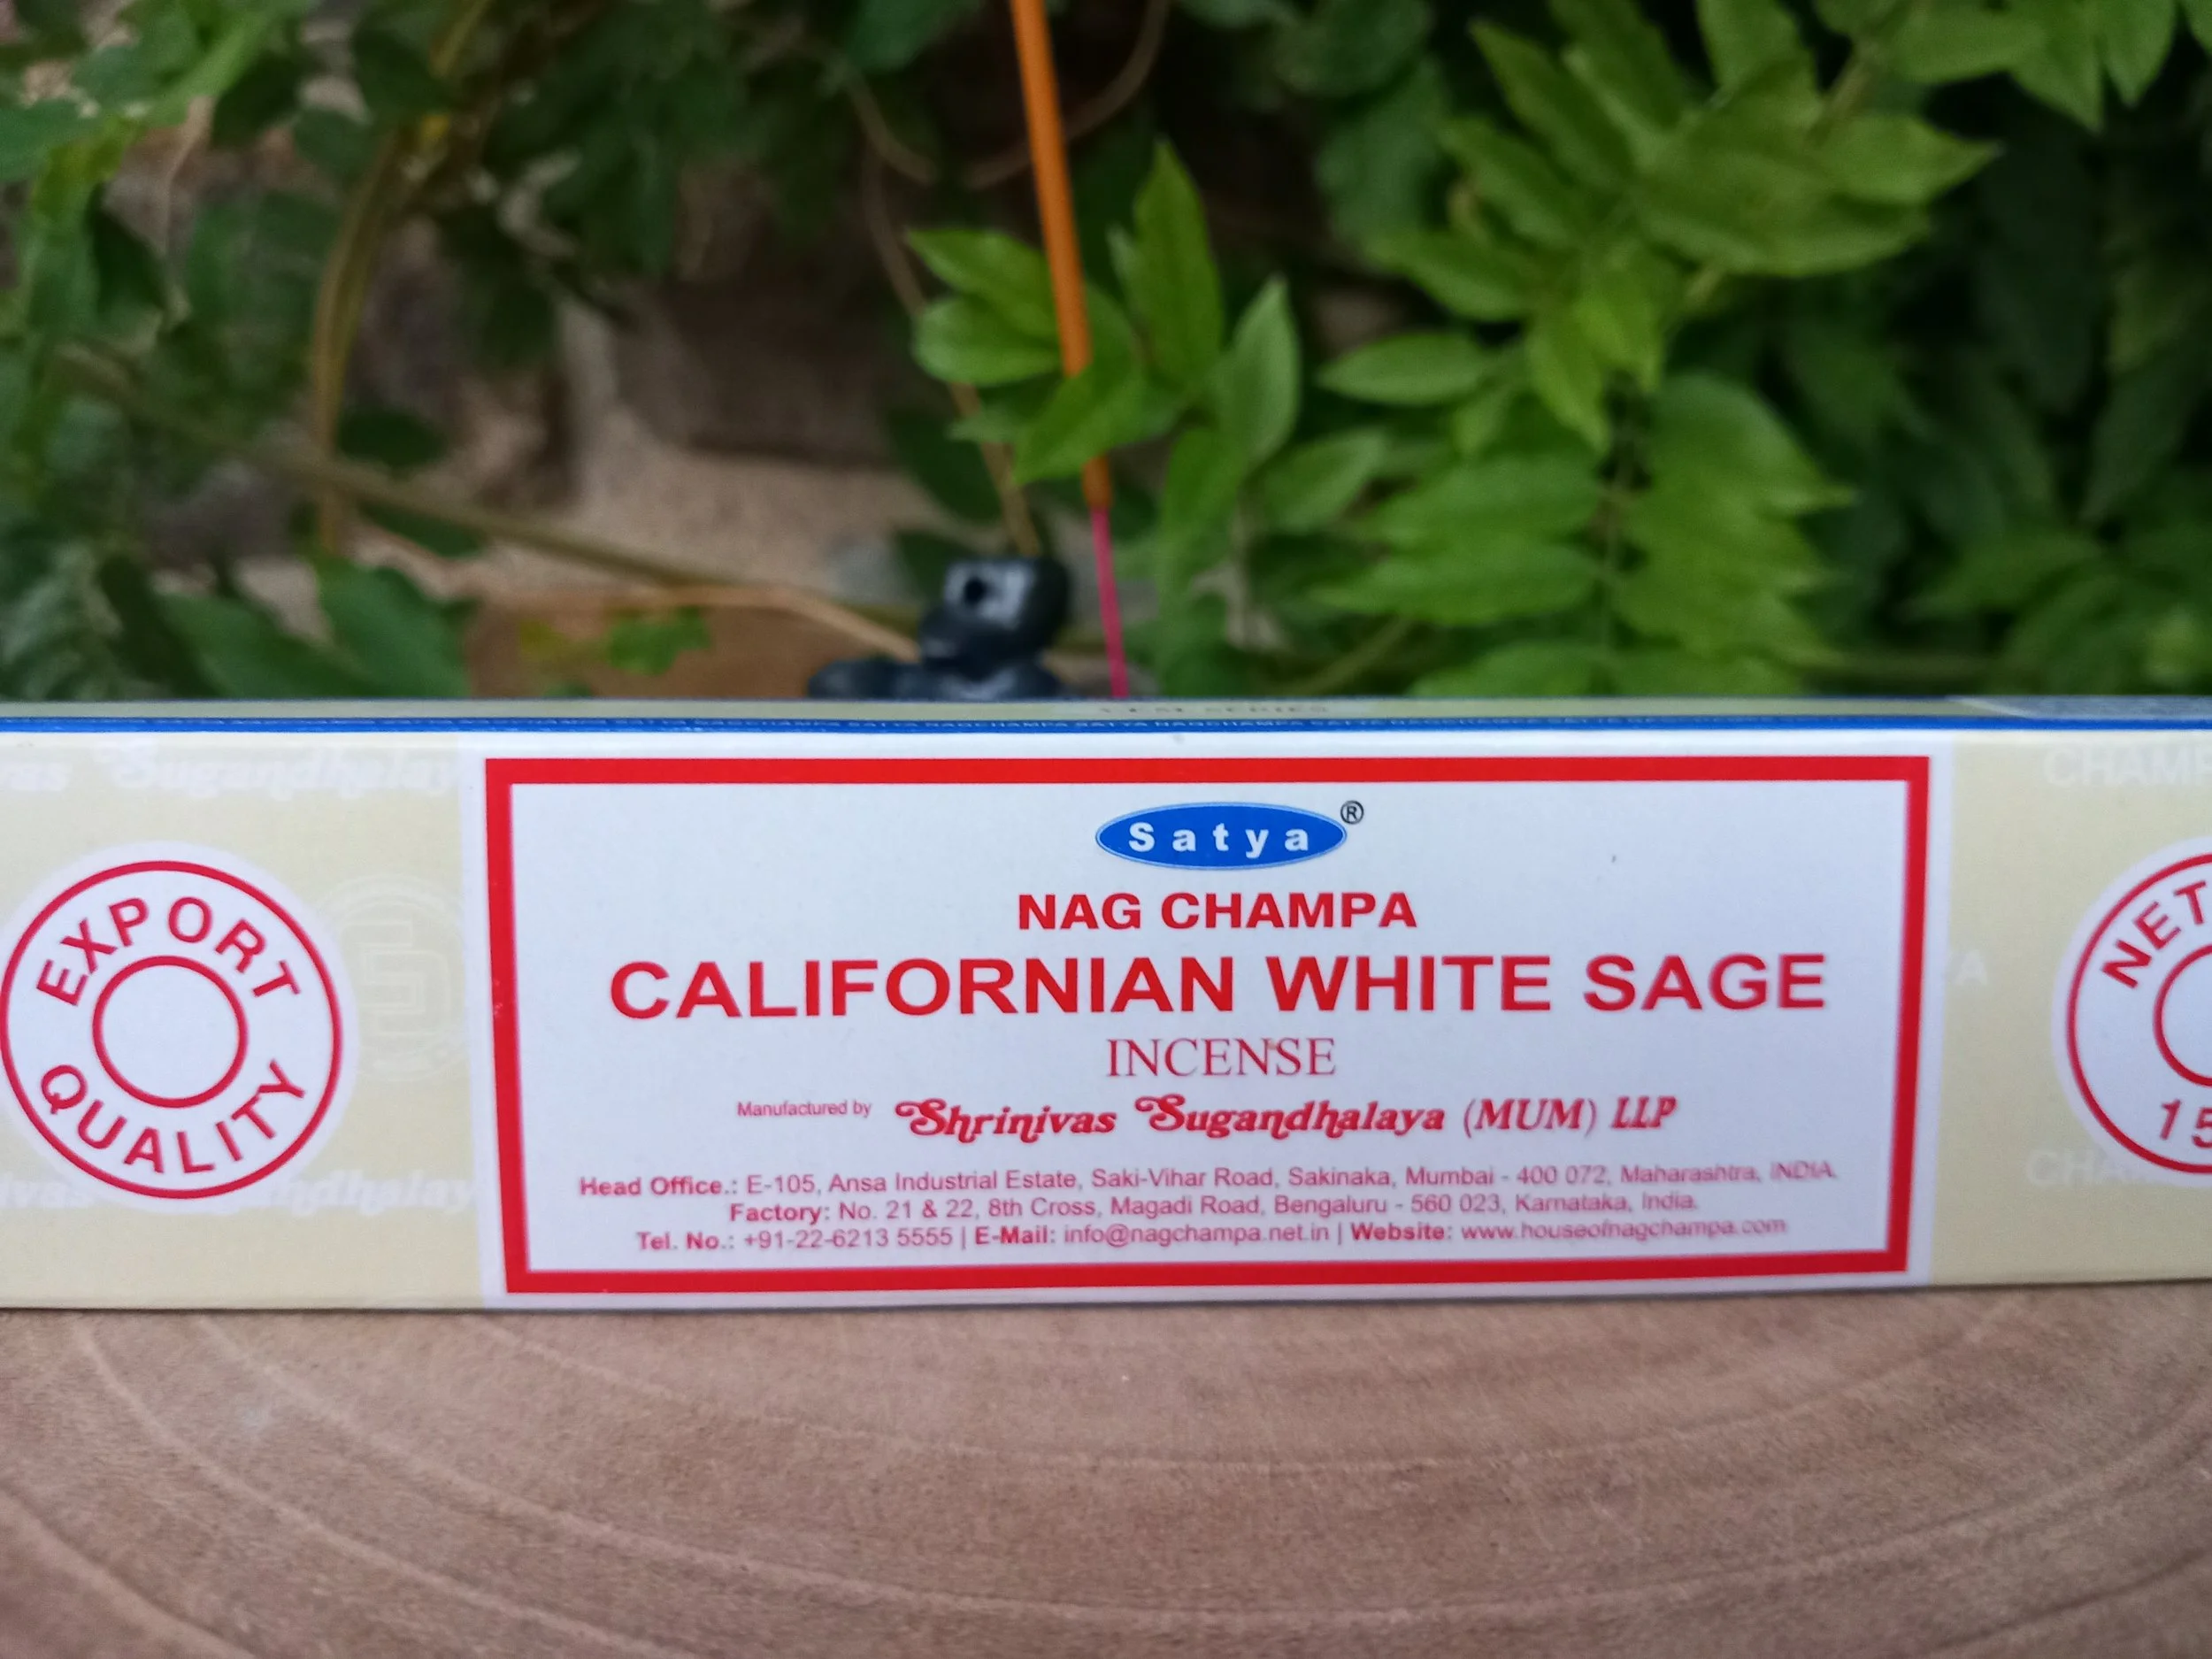 EXPORT
QUALITY
Satya®
NAG CHAMPA
CALIFORNIAN WHITE SAGE
INCENSE
Manufactured by Shrinivas Sugandhalaya (MUM) LLP
Head Office.: E-105, Ansa Industrial Estate, Saki-Vihar Road, Sakinaka, Mumbai - 400 072, Maharashtra, INDIA.
Factory: No. 21 & 22, 8th Cross, Magadi Road, Bengaluru - 560 023, Karnataka, India.
Tel. No.: +91-22-6213 5555 | E-Mail: info@nagchampa.net.in | Website: www.houseofnagchampa.com
NET
15